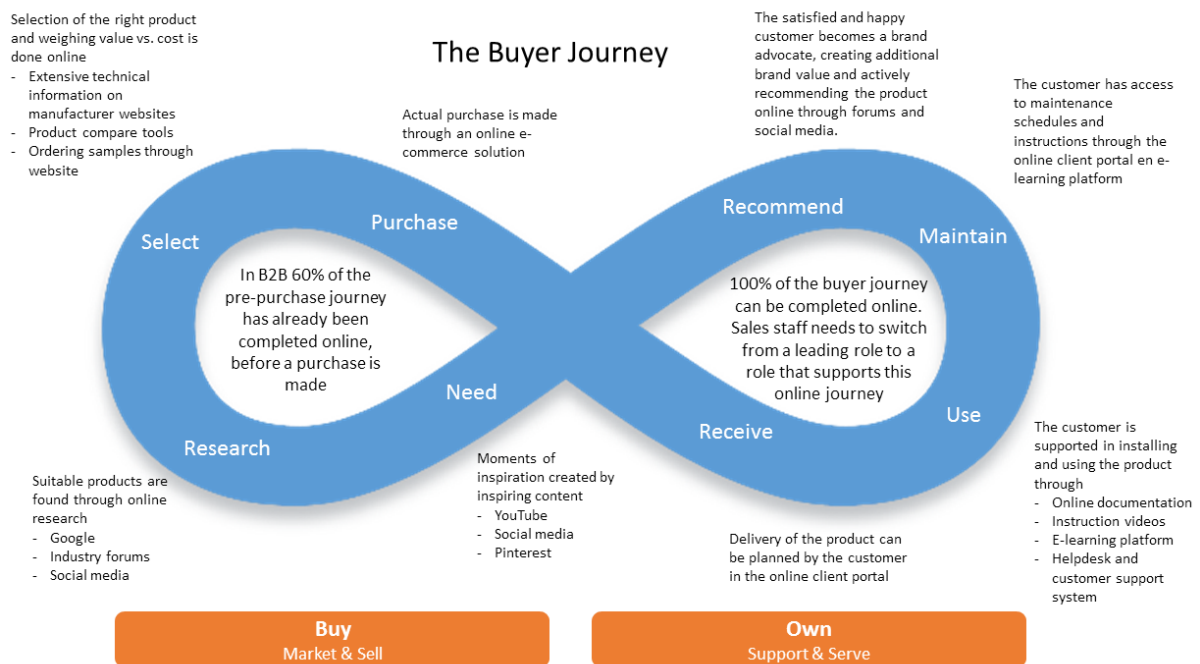 The Buyer Journey
Selection of the right product
and weighing value vs. cost is
done online
- Extensive technical
information on
manufacturer websites
- Product compare tools
- Ordering samples through
website
Actual purchase is made
through an online e-
commerce solution
The satisfied and happy
customer becomes a brand
advocate, creating additional
brand value and actively
recommending the product
online through forums and
social media.
The customer has access
to maintenance
schedules and
instructions through the
online client portal en e-
learning platform
Select
Purchase
Recommend
Maintain
In B2B 60% of the
pre-purchase journey
has already been
completed online,
before a purchase is
made
100% of the buyer journey
can be completed online.
Sales staff needs to switch
from a leading role to a
role that supports this
online journey
Research
Need
Receive
Use
Suitable products are
found through online
research
- Google
- Industry forums
- Social media
Moments of
inspiration created by
inspiring content
- YouTube
- Social media
- Pinterest
Delivery of the product can
be planned by the customer
in the online client portal
The customer is
supported in installing
and using the product
through
- Online documentation
- Instruction videos
- E-learning platform
- Helpdesk and
customer support
system
Buy
Market & Sell
Own
Support & Serve